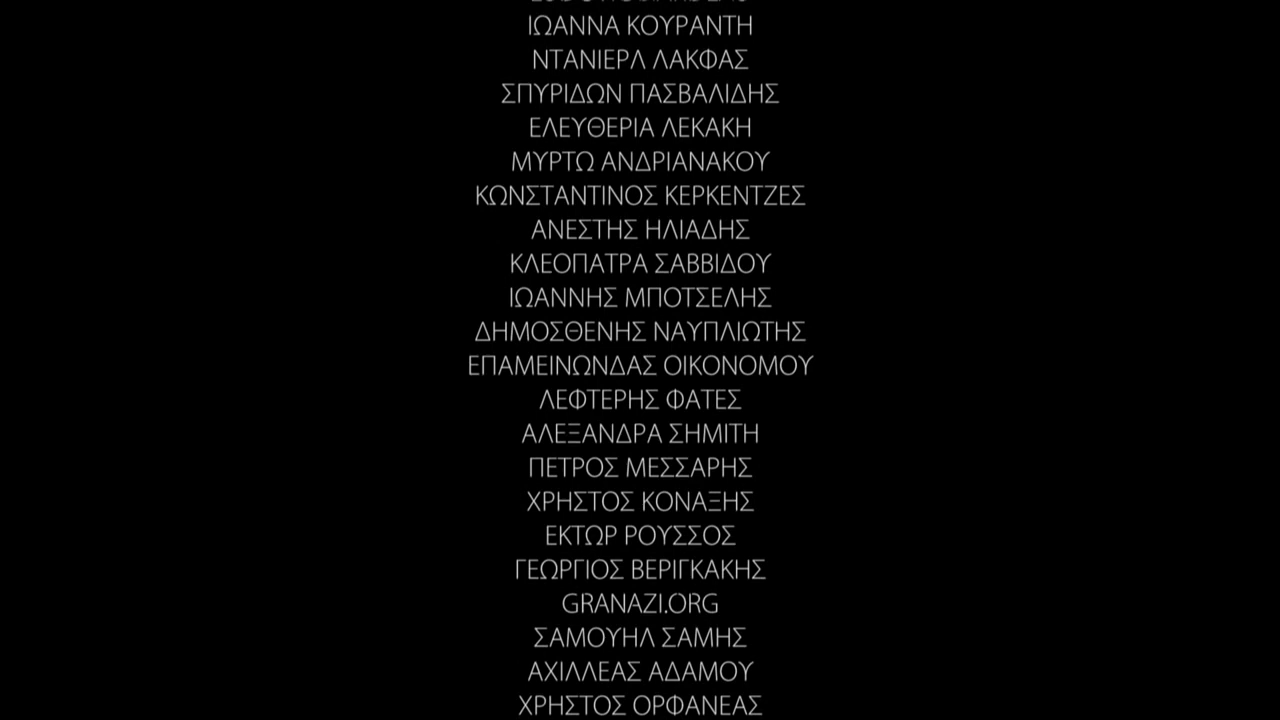 ΙΩΑΝΝΑ ΚΟΥΡΑΝΤΗ
ΝΤΑΝΙΕΡΛ ΛΑΚΦΑΣ
ΣΠΥΡΙΔΩΝ ΠΑΣΒΑΛΙΔΗΣ
ΕΛΕΥΘΕΡΙΑ ΛΕΚΑΚΗ
ΜΥΡΤΩ ΑΝΔΡΙΑΝΑΚΟΥ
ΚΩΝΣΤΑΝΤΙΝΟΣ ΚΕΡΚΕΝΤΖΕΣ
ΑΝΕΣΤΗΣ ΗΛΙΑΔΗΣ
ΚΛΕΟΠΑΤΡΑ ΣΑΒΒΙΔΟΥ
ΙΩΑΝΝΗΣ ΜΠΟΤΣΕΛΗΣ
ΔΗΜΟΣΘΕΝΗΣ ΝΑΥΠΛΙΩΤΗΣ
ΕΠΑΜΕΙΝΩΝΔΑΣ ΟΙΚΟΝΟΜΟΥ
ΛΕΦΤΕΡΗΣ ΦΑΤΕΣ
ΑΛΕΞΑΝΔΡΑ ΣΗΜΙΤΗ
ΠΕΤΡΟΣ ΜΕΣΣΑΡΗΣ
ΧΡΗΣΤΟΣ ΚΟΝΑΞΗΣ
ΕΚΤΩΡ ΡΟΥΣΣΟΣ
ΓΕΩΡΓΙΟΣ ΒΕΡΙΓΚΑΚΗΣ
GRANAZI.ORG
ΣΑΜΟΥΗΛ ΣΑΜΗΣ
ΑΧΙΛΛΕΑΣ ΑΔΑΜΟΥ
ΧΡΗΣΤΟΣ ΟΡΦΑΝΕΑΣ